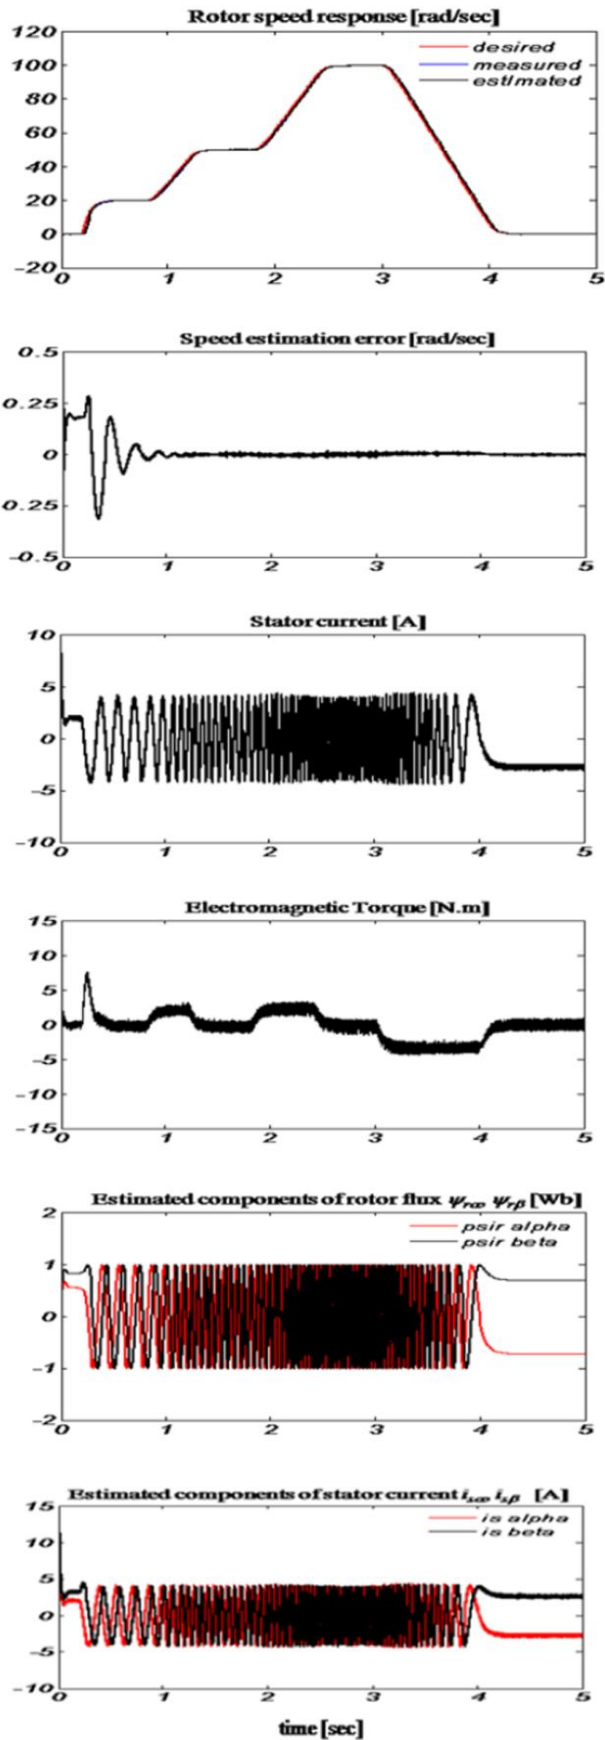 Rotor speed response [rad/sec]
120
100
80
60
40
20
0
-20
desired
measured
estimated
0 1 2 3 4 5
Speed estimation error [rad/sec]
0.5
0.25
0
0.25
-0.5
0 1 2 3 4 5
Stator current [A]
10
5
0
-5
-10
0 1 2 3 4 5
Electromagnetic Torque [N.m]
15
10
5
0
-5
-10
-15
0 1 2 3 4 5
Estimated components of rotor flux ψrα, ψrβ [Wb]
2
1
0
-1
-2
psir alpha
psir beta
0 1 2 3 4 5
Estimated components of stator current isα, isβ [A]
15
10
5
0
-5
-10
is alpha
is beta
0 1 2 3 4 5
time [sec]